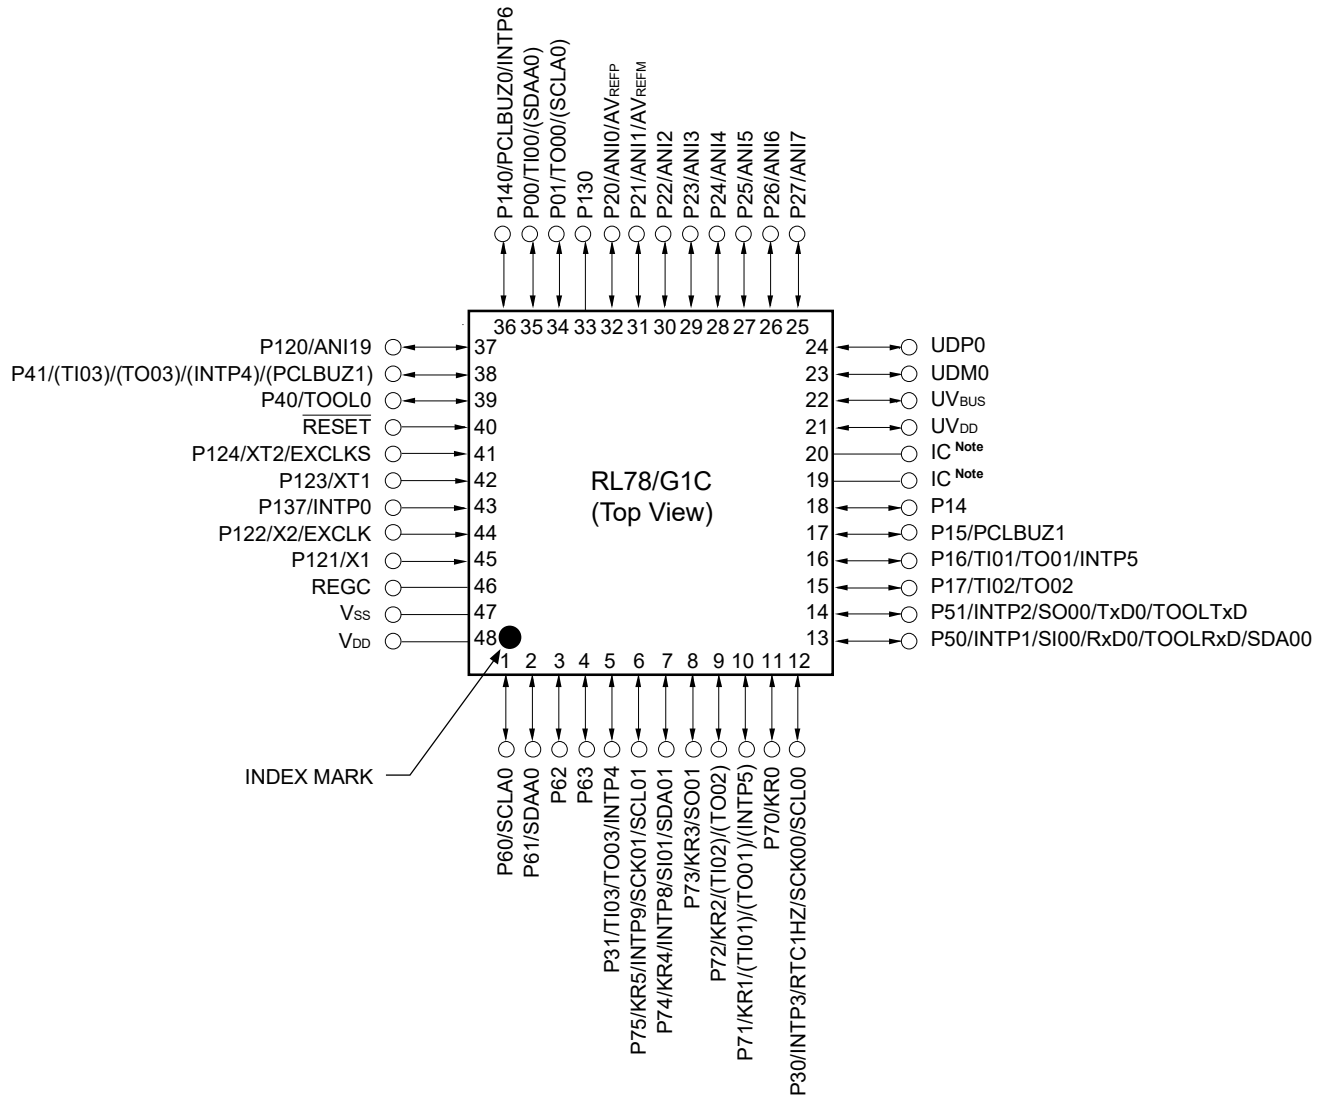 P140/PCLBUZ0/INTP6
P00/TI00/(SDAA0)
P01/TO00/(SCLA0)
P130
P20/ANI0/AVREFP
P21/ANI1/AVREFM
P22/ANI2
P23/ANI3
P24/ANI4
P25/ANI5
P26/ANI6
P27/ANI7
36 35 34 33 32 31 30 29 28 27 26 25
P120/ANI19 37
P41/(TI03)/(TO03)/(INTP4)/(PCLBUZ1) 38
P40/TOOL0 39
RESET 40
P124/XT2/EXCLKS 41
P123/XT1 42
P137/INTP0 43
P122/X2/EXCLK 44
P121/X1 45
REGC 46
VSS 47
VDD 48
RL78/G1C
(Top View)
24 UDP0
23 UDM0
22 UVBUS
21 UVDD
20 IC Note
19 IC Note
18 P14
17 P15/PCLBUZ1
16 P16/TI01/TO01/INTP5
15 P17/TI02/TO02
14 P51/INTP2/SO00/TxD0/TOOLTxD
13 P50/INTP1/SI00/RxD0/TOOLRxD/SDA00
1 2 3 4 5 6 7 8 9 10 11 12
INDEX MARK
P60/SCLA0
P61/SDAA0
P62
P63
P31/TI03/TO03/INTP4
P75/KR5/INTP9/SCK01/SCL01
P74/KR4/INTP8/SI01/SDA01
P73/KR3/SO01
P72/KR2/(TI02)/(TO02)
P71/KR1/(TI01)/(TO01)/(INTP5)
P70/KR0
P30/INTP3/RTC1HZ/SCK00/SCL00